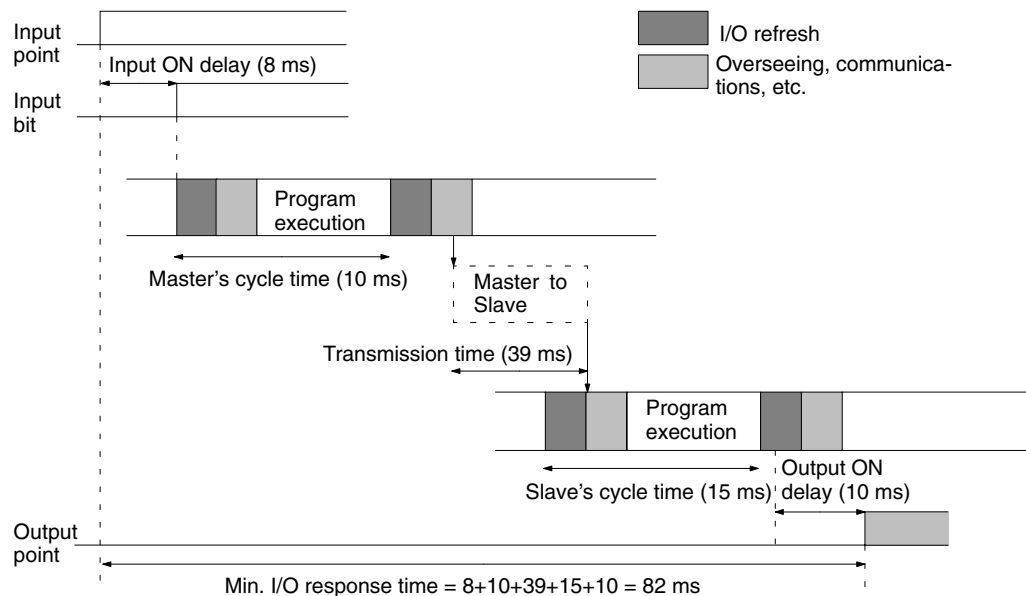 Input
point
I/O refresh
Overseeing, communica-
tions, etc.
Input ON delay (8 ms)
Input
bit
Program
execution
Master's cycle time (10 ms)
Master to
Slave
Transmission time (39 ms)
Program
execution
Slave's cycle time (15 ms)
Output ON
delay (10 ms)
Output
point
Min. I/O response time = 8+10+39+15+10 = 82 ms